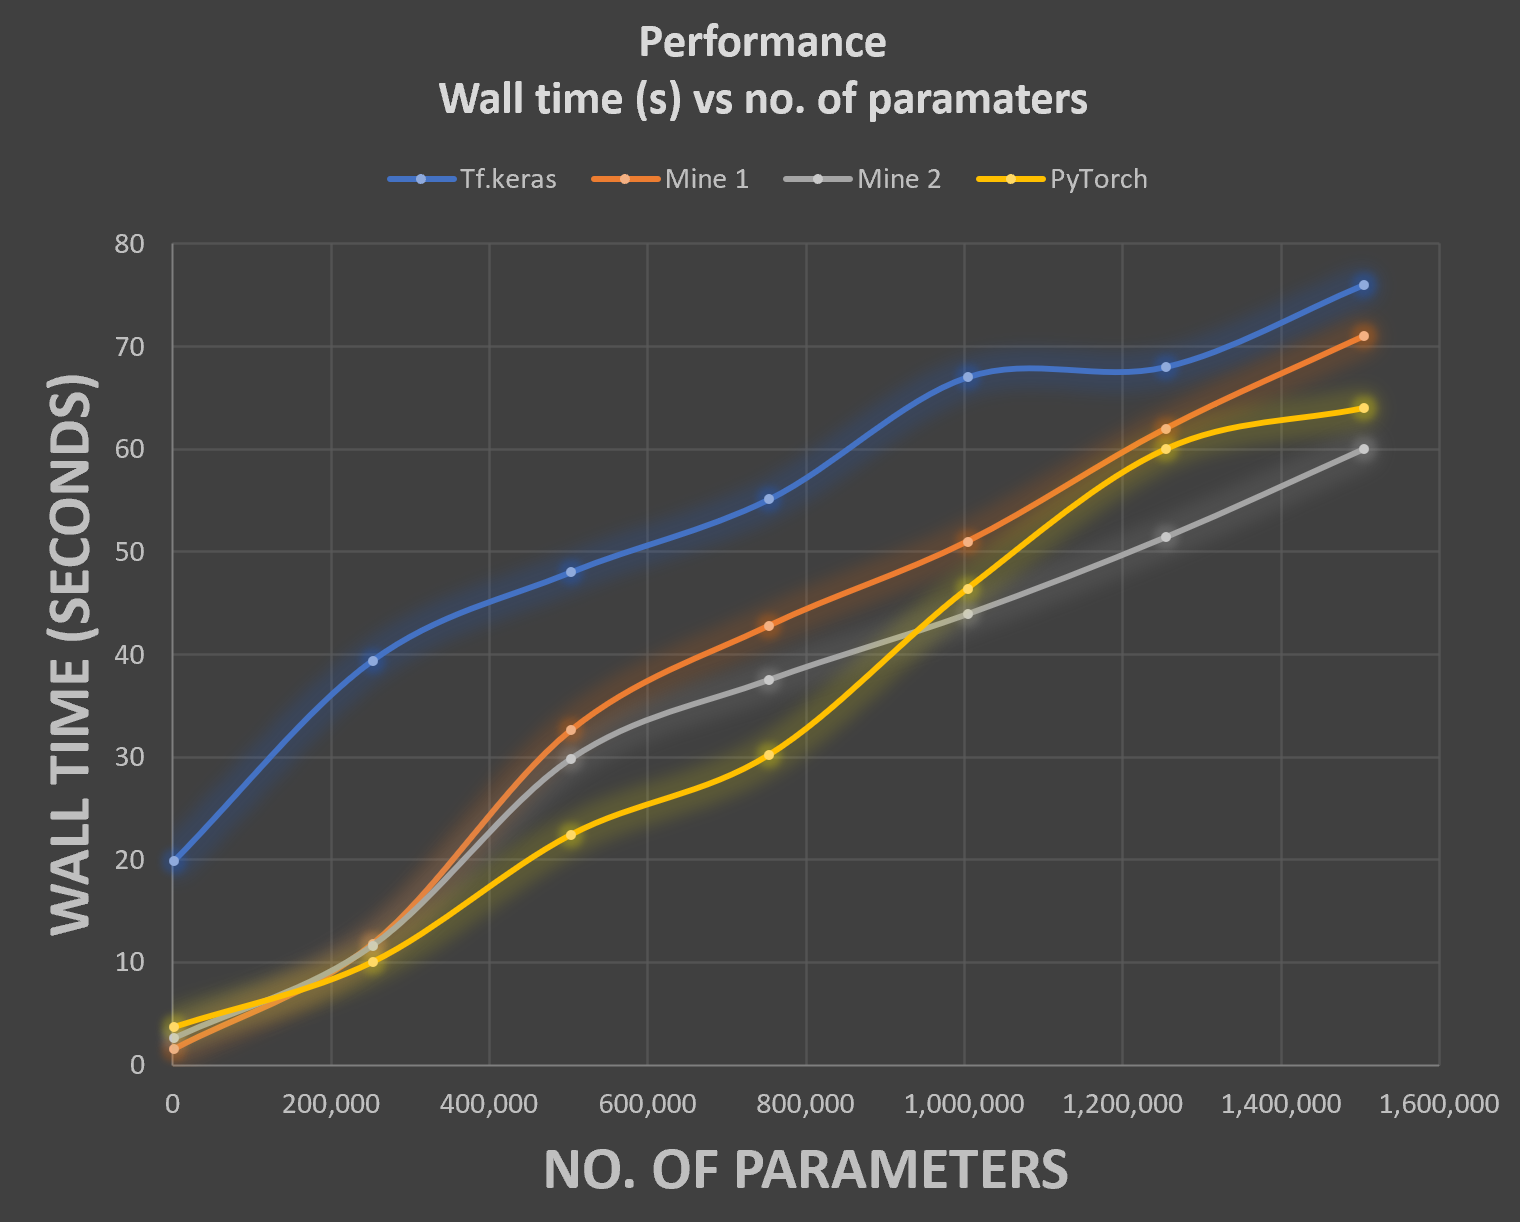 Performance
Wall time (s) vs no. of paramaters
Tf.keras Mine 1 Mine 2 PyTorch
80
70
60
50
40
30
20
10
0
WALL TIME (SECONDS)
0 200,000 400,000 600,000 800,000 1,000,000 1,200,000 1,400,000 1,600,000
NO. OF PARAMETERS